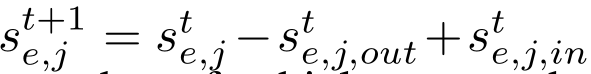 s_{e,j}^{t+1} = s_{e,j}^{t} - s_{e,j,out}^{t} + s_{e,j,in}^{t}